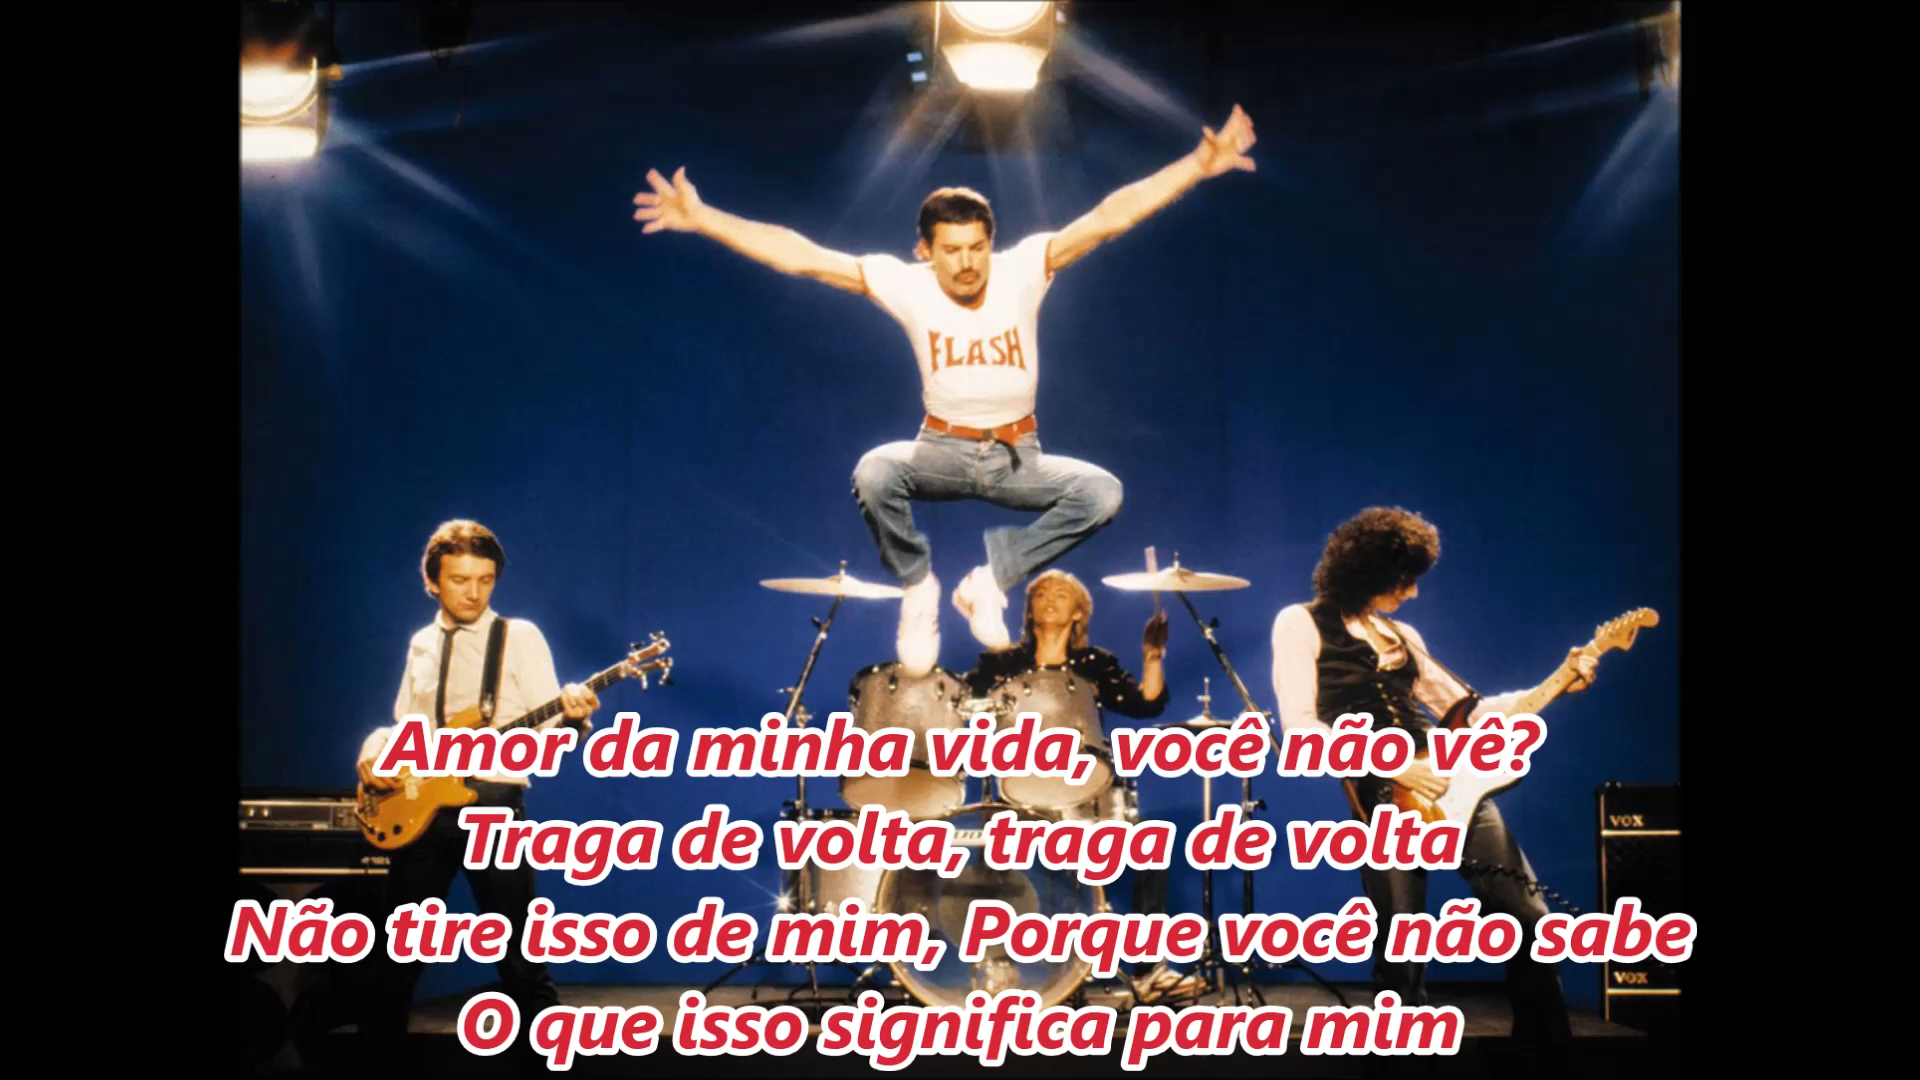 FLASH
Amor da minha vida, você não vê?
Traga de volta, traga de volta
Não tire isso de mim, Porque você não sabe
O que isso significa para mim
VOX
VOX